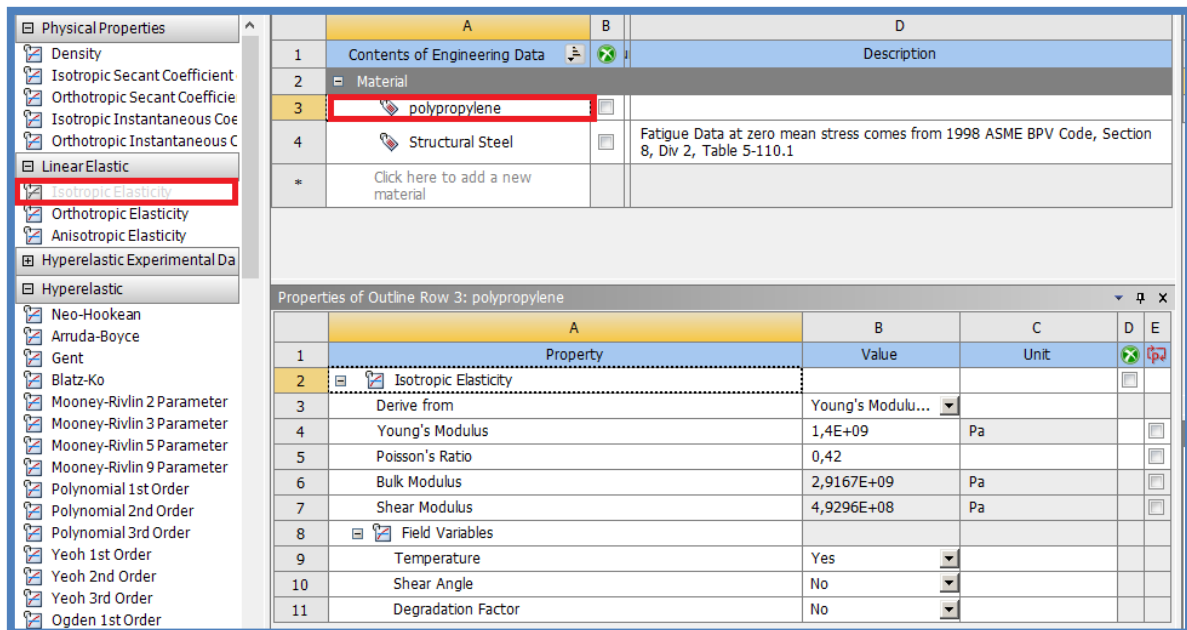 Physical Properties
Density
Isotropic Secant Coefficient
Orthotropic Secant Coefficie
Isotropic Instantaneous Coe
Orthotropic Instantaneous C
Linear Elastic
Isotropic Elasticity
Orthotropic Elasticity
Anisotropic Elasticity
Hyperelastic Experimental Da
Hyperelastic
Neo-Hookean
Arruda-Boyce
Gent
Blatz-Ko
Mooney-Rivlin 2 Parameter
Mooney-Rivlin 3 Parameter
Mooney-Rivlin 5 Parameter
Mooney-Rivlin 9 Parameter
Polynomial 1st Order
Polynomial 2nd Order
Polynomial 3rd Order
Yeoh 1st Order
Yeoh 2nd Order
Yeoh 3rd Order
Ogden 1st Order
A B D
1 Contents of Engineering Data Description
2 Material
3 polypropylene
4 Structural Steel Fatigue Data at zero mean stress comes from 1998 ASME BPV Code, Section
8, Div 2, Table 5-110.1
* Click here to add a new
material
Properties of Outline Row 3: polypropylene
A B C D E
1 Property Value Unit
2 Isotropic Elasticity
3 Derive from Young's Modulu...
4 Young's Modulus 1,4E+09 Pa
5 Poisson's Ratio 0,42
6 Bulk Modulus 2,9167E+09 Pa
7 Shear Modulus 4,9296E+08 Pa
8 Field Variables
9 Temperature Yes
10 Shear Angle No
11 Degradation Factor No